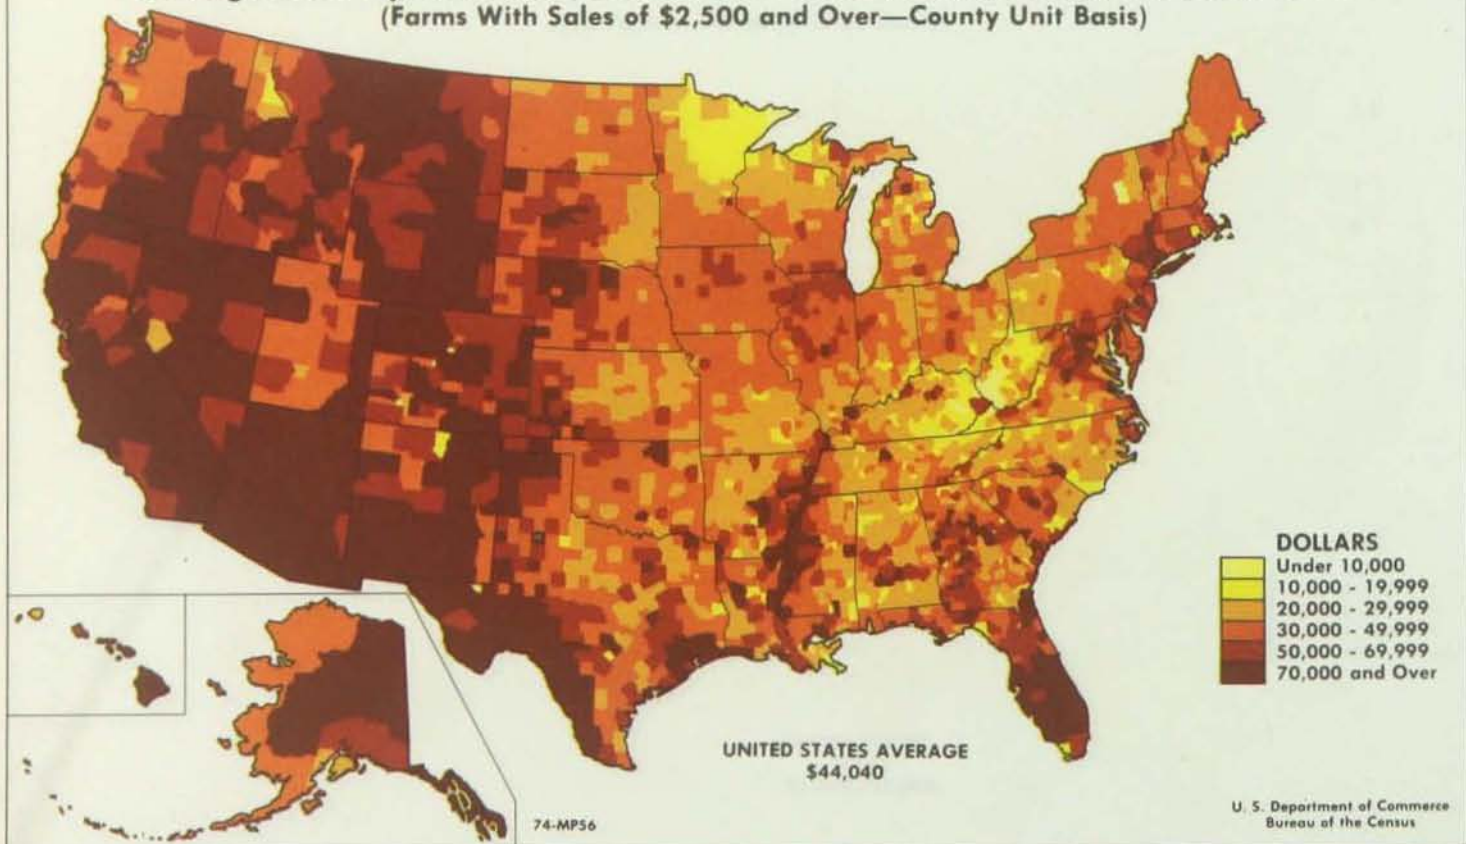 (Farms With Sales of $2,500 and Over—County Unit Basis)
DOLLARS
Under 10,000
10,000 - 19,999
20,000 - 29,999
30,000 - 49,999
50,000 - 69,999
70,000 and Over
UNITED STATES AVERAGE
$44,040
74-MP56
U. S. Department of Commerce
Bureau of the Census